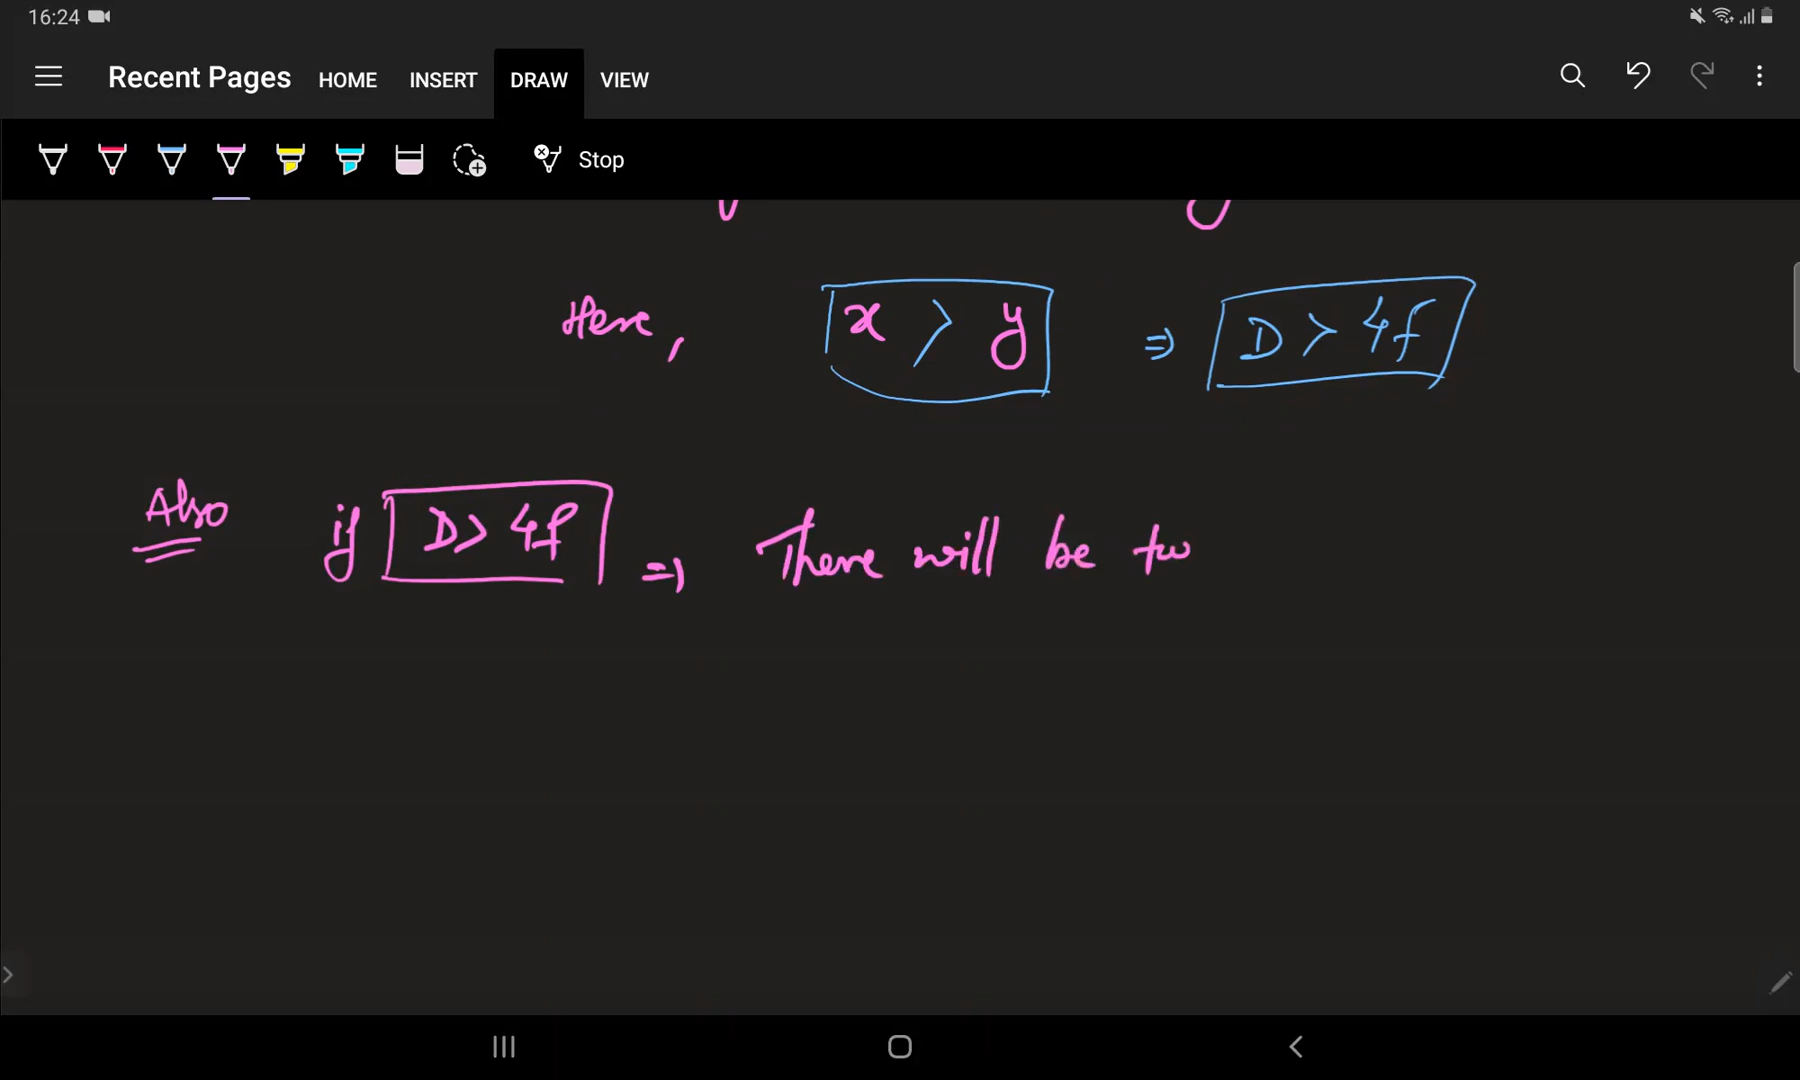 16:24
Recent Pages HOME INSERT DRAW VIEW
Stop
Here, x > y ⇒ D > 4f
Also if D > 4f ⇒ There will be tw